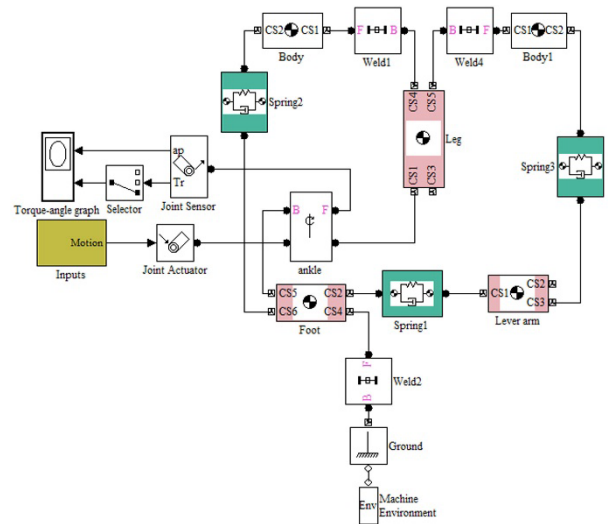 CS2 CS1
Body
F B
Weld1
F B
Weld4
CS1 CS2
Body1
Spring2
CS4 CS5
Leg
CS1 CS3
Spring3
ap
Tr
Joint Sensor
Selector
Torque-angle graph
Motion
Inputs
Joint Actuator
B F
ankle
CS5 CS2
CS6 CS4
Foot
Spring1
CS2
CS1
CS3
Lever arm
F
Weld2
B
Ground
Env
Machine
Environment